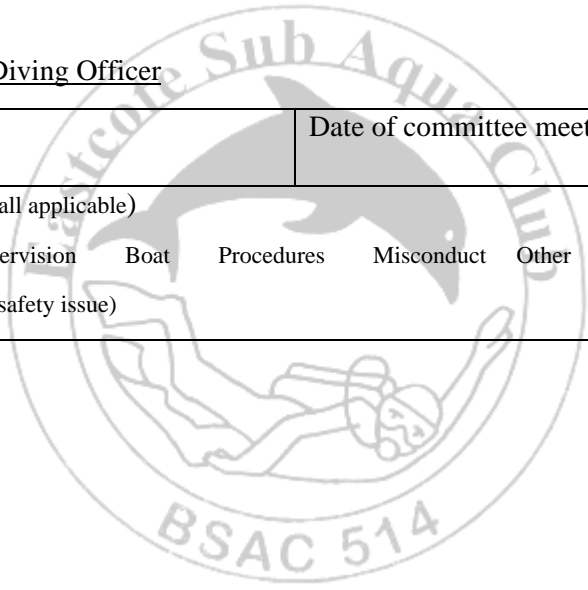 Eastcote Sub Aqua Club
Diving Officer
Date of committee meet
all applicable)
ervision Boat Procedures Misconduct Other
safety issue)
BSAC 514